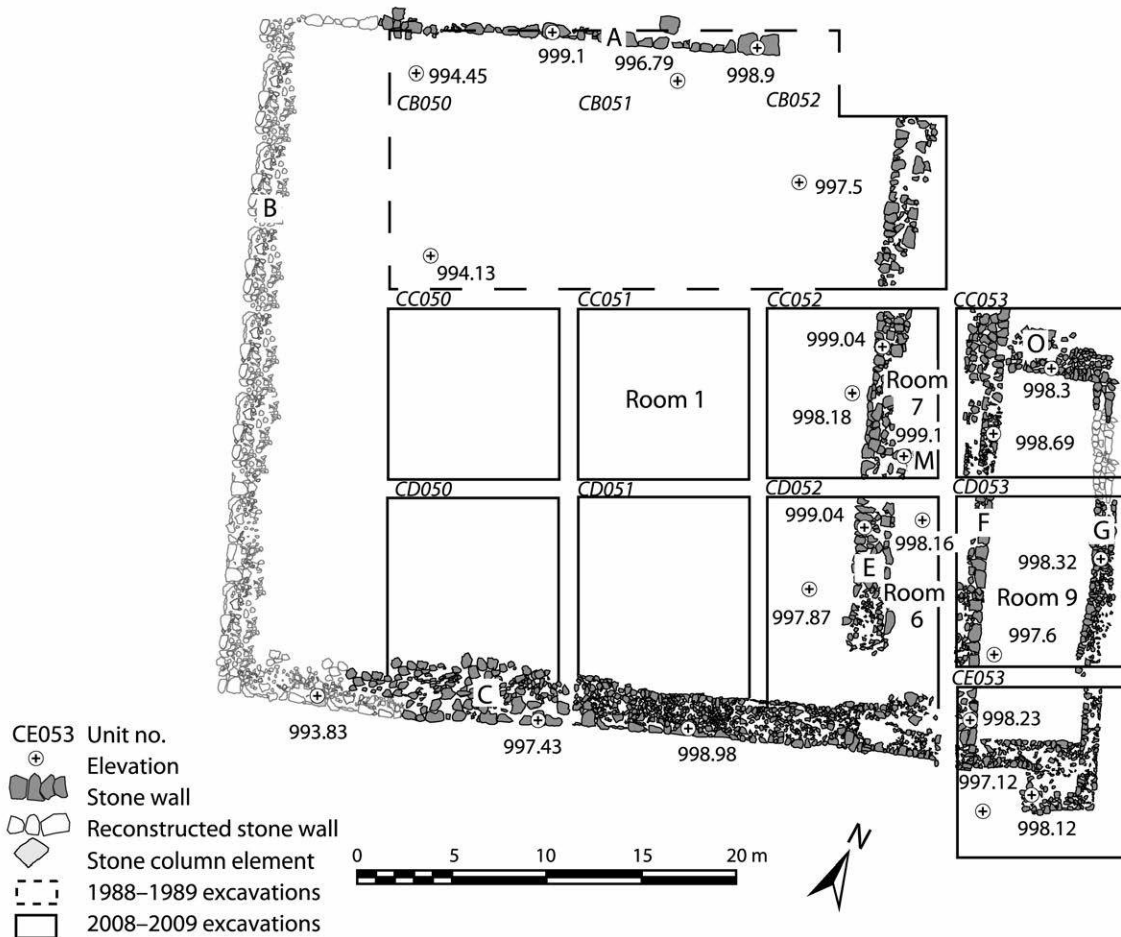 A
999.1
996.79
998.9
994.45
CB050
CB051
CB052
997.5
B
994.13
CC050
CC051
CC052
CC053
999.04
O
Room 1
Room
7
998.3
998.18
999.1
998.69
M
CD050
CD051
CD052
CD053
999.04
F
G
998.16
E
998.32
997.87
Room
6
Room 9
997.6
CE053
C
998.23
993.83
997.43
998.98
997.12
998.12
CE053 Unit no.
Elevation
Stone wall
Reconstructed stone wall
Stone column element
1988–1989 excavations
2008–2009 excavations
0 5 10 15 20 m
N